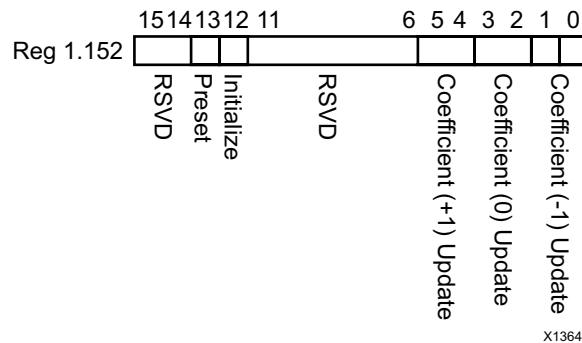 15 14 13 12 11 6 5 4 3 2 1 0
Reg 1.152
RSVD
Preset
Initialize
RSVD
Coefficient (+1) Update
Coefficient (0) Update
Coefficient (-1) Update
X1364